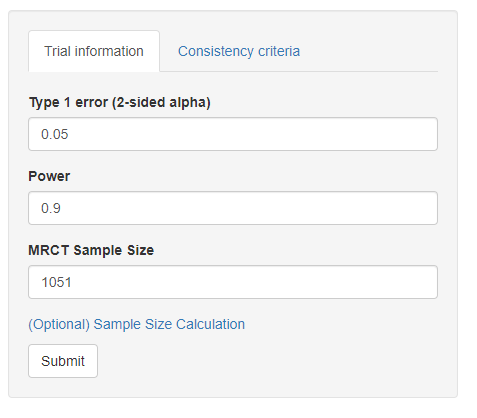 Trial information
Consistency criteria
Type 1 error (2-sided alpha)
0.05
Power
0.9
MRCT Sample Size
1051
(Optional) Sample Size Calculation
Submit